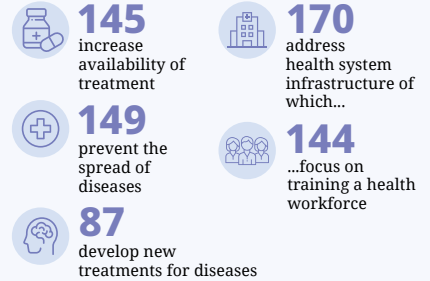 145
increase
availability of
treatment
149
prevent the
spread of
diseases
87
develop new
treatments for diseases
170
address
health system
infrastructure of
which...
144
...focus on
training a health
workforce